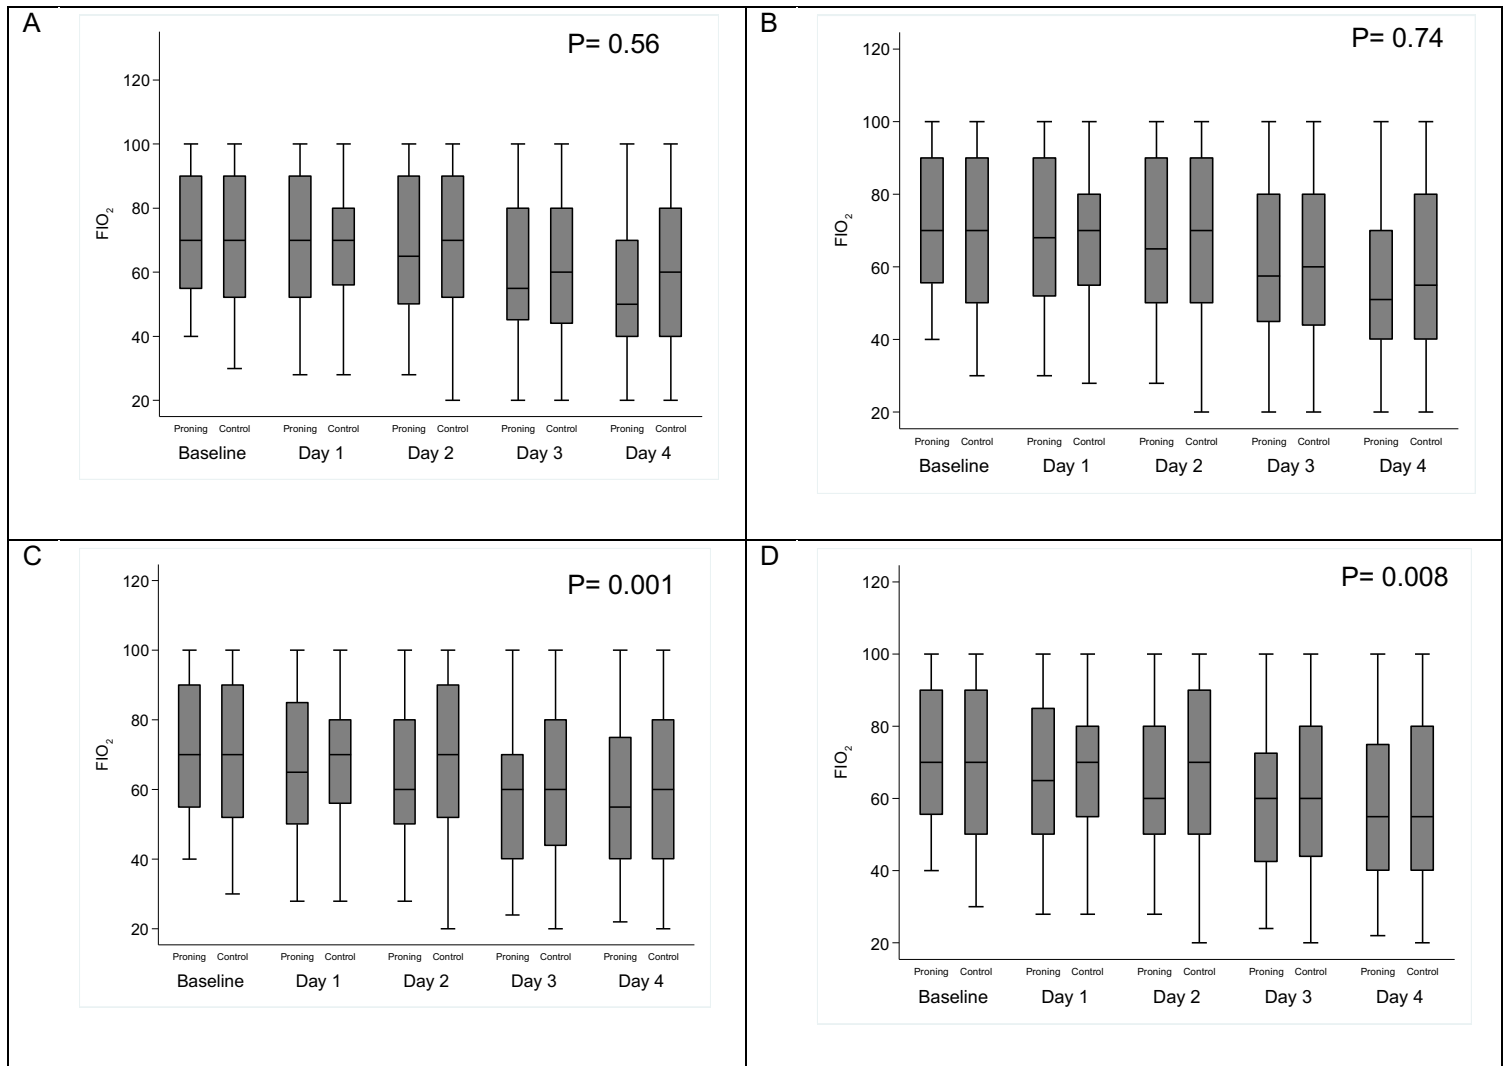 A
P= 0.56
120
100
80
60
40
20
FIO2
Proning Control Proning Control Proning Control Proning Control Proning Control
Baseline Day 1 Day 2 Day 3 Day 4
B
P= 0.74
120
100
80
60
40
20
FIO2
Proning Control Proning Control Proning Control Proning Control Proning Control
Baseline Day 1 Day 2 Day 3 Day 4
C
P= 0.001
120
100
80
60
40
20
FIO2
Proning Control Proning Control Proning Control Proning Control Proning Control
Baseline Day 1 Day 2 Day 3 Day 4
D
P= 0.008
120
100
80
60
40
20
FIO2
Proning Control Proning Control Proning Control Proning Control Proning Control
Baseline Day 1 Day 2 Day 3 Day 4